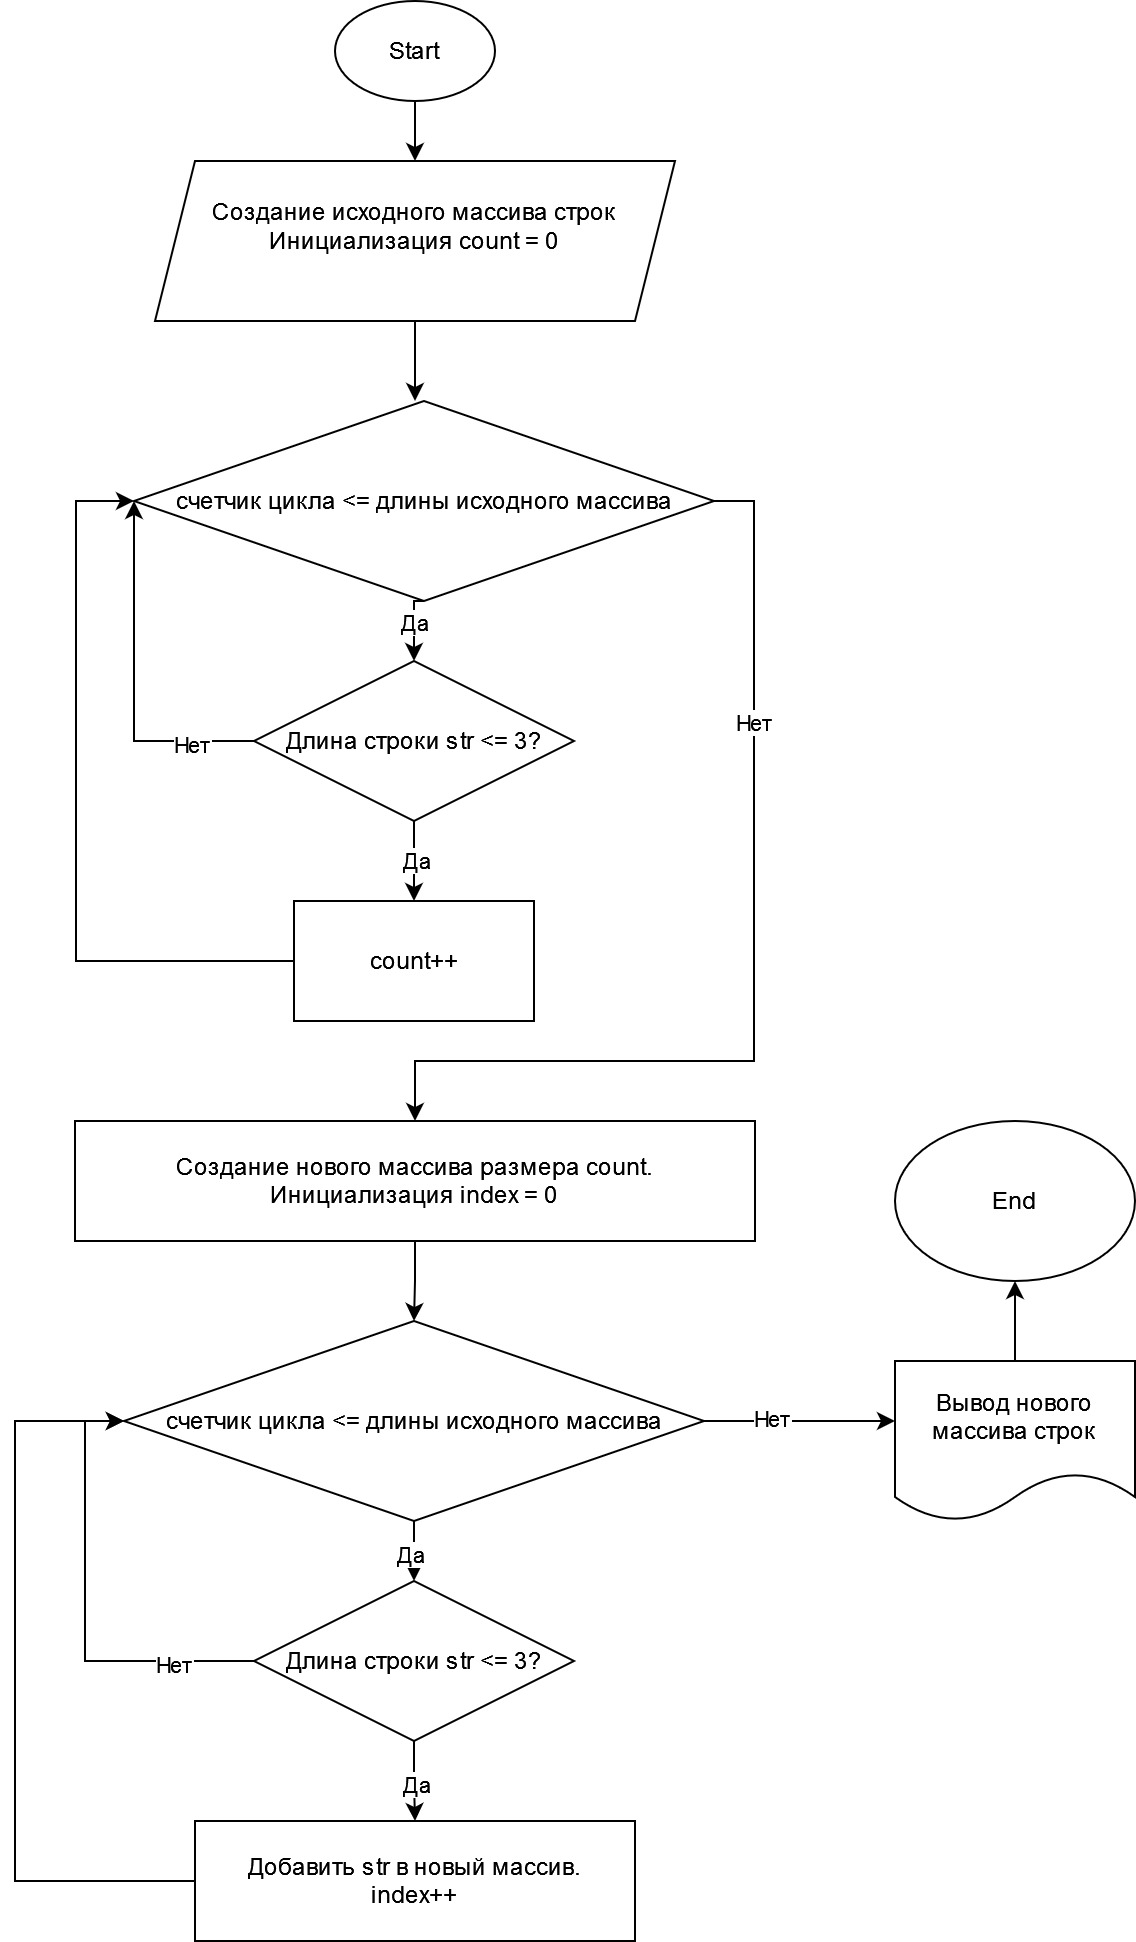 Start
Создание исходного массива строк
Инициализация count = 0
счетчик цикла <= длины исходного массива
Да
Нет
Длина строки str <= 3?
Нет
Да
count++
Создание нового массива размера count.
Инициализация index = 0
End
счетчик цикла <= длины исходного массива
Нет
Вывод нового
массива строк
Да
Длина строки str <= 3?
Нет
Да
Добавить str в новый массив.
index++